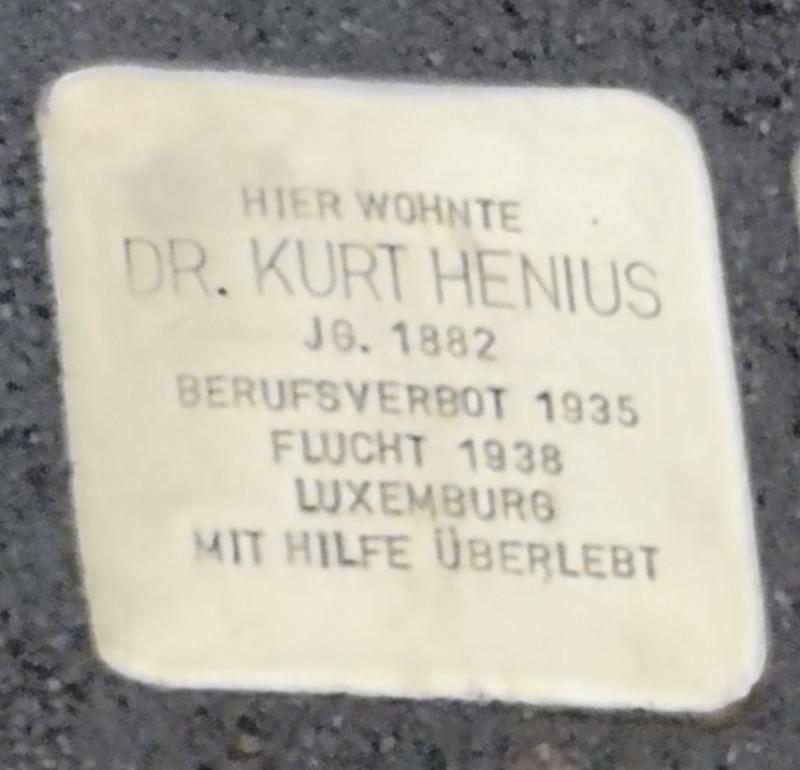 HIER WOHNTE
DR. KURT HENIUS
JG. 1882
BERUFSVERBOT 1935
FLUCHT 1938
LUXEMBURG
MIT HILFE ÜBERLEBT